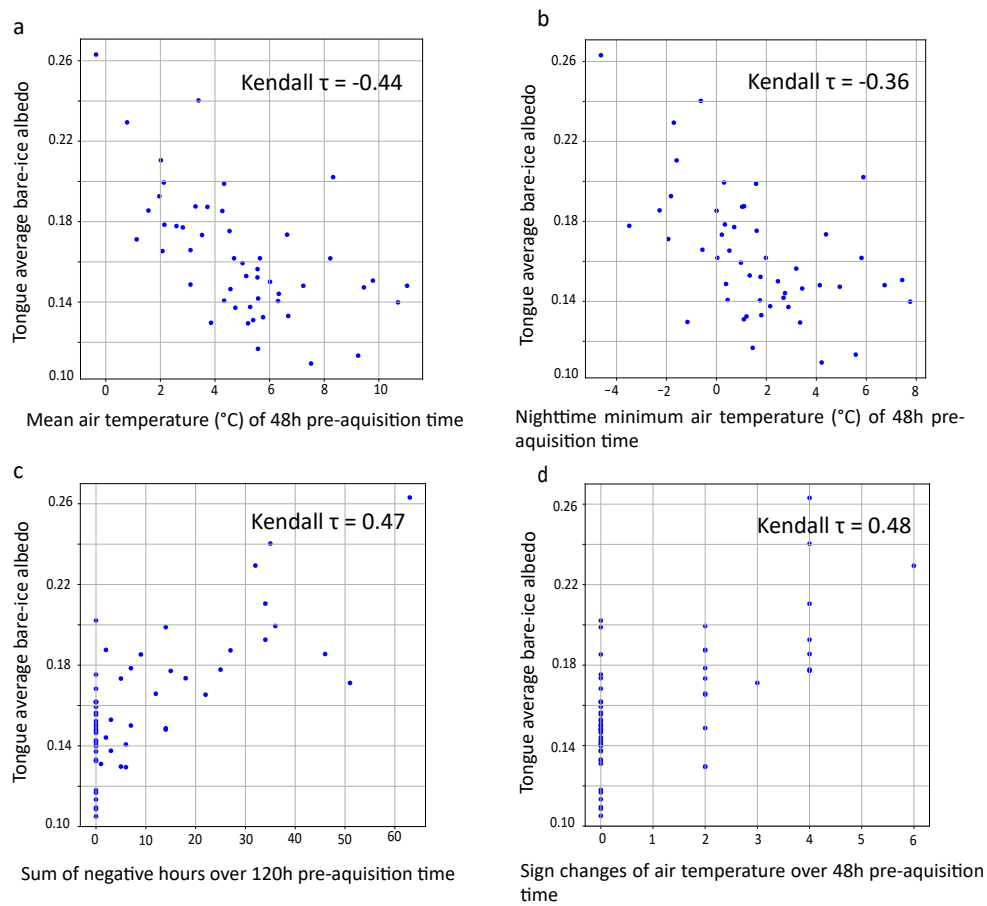 a
Kendall τ = -0.44
Tongue average bare-ice albedo
0.26
0.22
0.18
0.14
0.10
0 2 4 6 8 10
Mean air temperature (°C) of 48h pre-aquisition time
b
Kendall τ = -0.36
Tongue average bare-ice albedo
0.26
0.22
0.18
0.14
0.10
−4 −2 0 2 4 6 8
Nighttime minimum air temperature (°C) of 48h pre-
aquisition time
c
Kendall τ = 0.47
Tongue average bare-ice albedo
0.26
0.22
0.18
0.14
0.10
0 10 20 30 40 50 60
Sum of negative hours over 120h pre-aquisition time
d
Kendall τ = 0.48
Tongue average bare-ice albedo
0.26
0.22
0.18
0.14
0.10
0 1 2 3 4 5 6
Sign changes of air temperature over 48h pre-aquisition
time